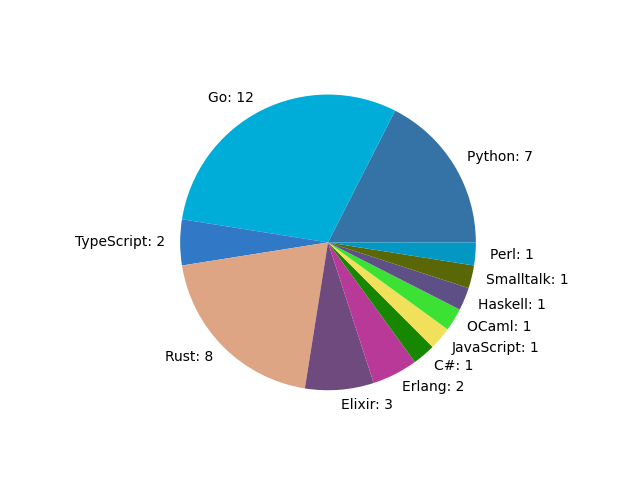 Go: 12
Python: 7
TypeScript: 2
Perl: 1
Smalltalk: 1
Haskell: 1
OCaml: 1
JavaScript: 1
Rust: 8
C#: 1
Erlang: 2
Elixir: 3